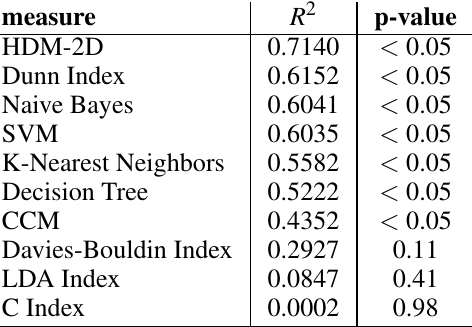 measure R² p-value
HDM-2D 0.7140 < 0.05
Dunn Index 0.6152 < 0.05
Naive Bayes 0.6041 < 0.05
SVM 0.6035 < 0.05
K-Nearest Neighbors 0.5582 < 0.05
Decision Tree 0.5222 < 0.05
CCM 0.4352 < 0.05
Davies-Bouldin Index 0.2927 0.11
LDA Index 0.0847 0.41
C Index 0.0002 0.98